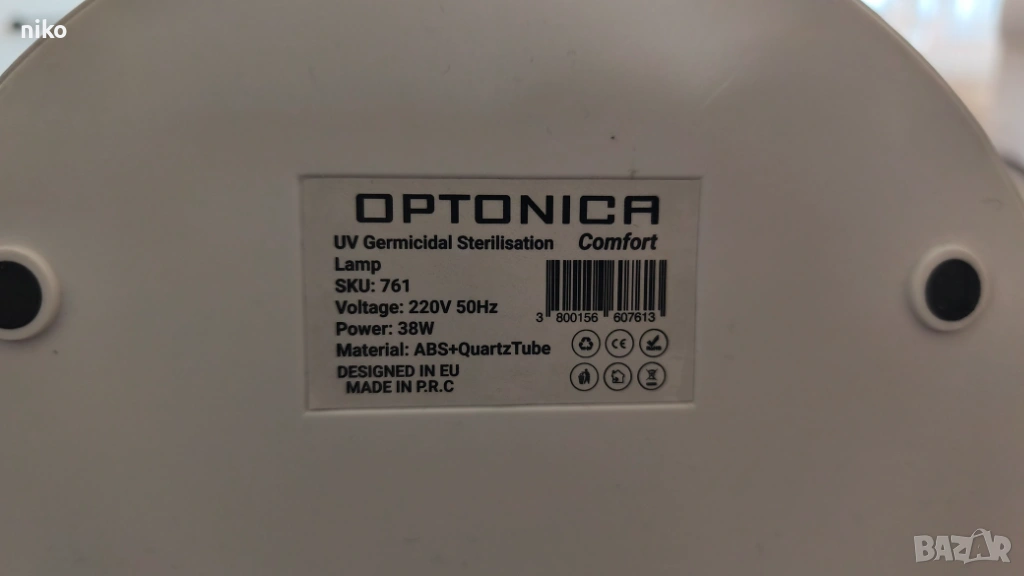 niko
OPTONICA
UV Germicidal Sterilisation Comfort
Lamp
SKU: 761
Voltage: 220V 50Hz
Power: 38W
Material: ABS+QuartzTube
DESIGNED IN EU
MADE IN P.R.C
3 800156 607613
CE
BAZAR